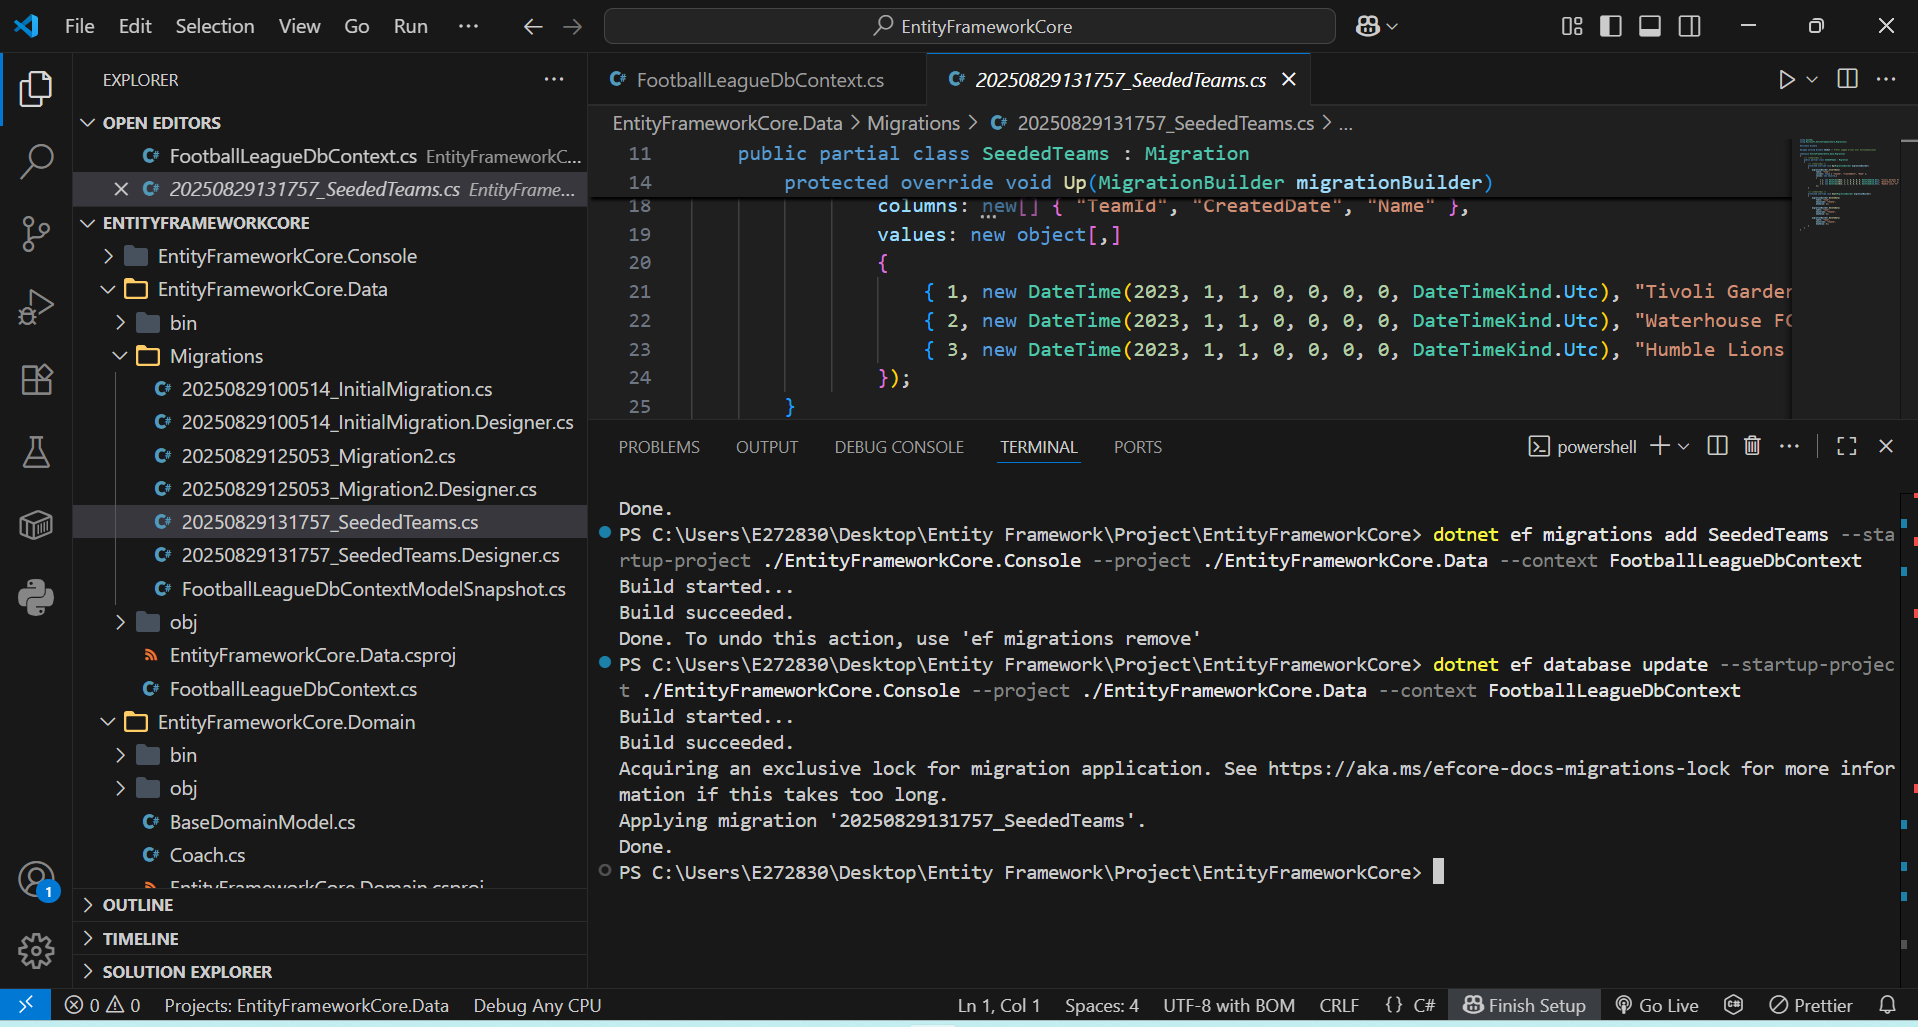 File Edit Selection View Go Run ··· EntityFrameworkCore
EXPLORER
OPEN EDITORS
FootballLeagueDbContext.cs EntityFrameworkC...
20250829131757_SeededTeams.cs EntityFrame...
ENTITYFRAMEWORKCORE
EntityFrameworkCore.Console
EntityFrameworkCore.Data
bin
Migrations
20250829100514_InitialMigration.cs
20250829100514_InitialMigration.Designer.cs
20250829125053_Migration2.cs
20250829125053_Migration2.Designer.cs
20250829131757_SeededTeams.cs
20250829131757_SeededTeams.Designer.cs
FootballLeagueDbContextModelSnapshot.cs
obj
EntityFrameworkCore.Data.csproj
FootballLeagueDbContext.cs
EntityFrameworkCore.Domain
bin
obj
BaseDomainModel.cs
Coach.cs
EntityFrameworkCore.Domain.csproj
OUTLINE
TIMELINE
SOLUTION EXPLORER
1
FootballLeagueDbContext.cs 20250829131757_SeededTeams.cs
EntityFrameworkCore.Data > Migrations > 20250829131757_SeededTeams.cs > ...
11 public partial class SeededTeams : Migration
14 protected override void Up(MigrationBuilder migrationBuilder)
18 columns: new[] { "TeamId", "CreatedDate", "Name" },
19 values: new object[,]
20 {
21 { 1, new DateTime(2023, 1, 1, 0, 0, 0, 0, DateTimeKind.Utc), "Tivoli Garden
22 { 2, new DateTime(2023, 1, 1, 0, 0, 0, 0, DateTimeKind.Utc), "Waterhouse FC
23 { 3, new DateTime(2023, 1, 1, 0, 0, 0, 0, DateTimeKind.Utc), "Humble Lions
24 });
25 }
PROBLEMS OUTPUT DEBUG CONSOLE TERMINAL PORTS powershell
Done.
PS C:\Users\E272830\Desktop\Entity Framework\Project\EntityFrameworkCore> dotnet ef migrations add SeededTeams --sta
rtup-project ./EntityFrameworkCore.Console --project ./EntityFrameworkCore.Data --context FootballLeagueDbContext
Build started...
Build succeeded.
Done. To undo this action, use 'ef migrations remove'
PS C:\Users\E272830\Desktop\Entity Framework\Project\EntityFrameworkCore> dotnet ef database update --startup-projec
t ./EntityFrameworkCore.Console --project ./EntityFrameworkCore.Data --context FootballLeagueDbContext
Build started...
Build succeeded.
Acquiring an exclusive lock for migration application. See https://aka.ms/efcore-docs-migrations-lock for more infor
mation if this takes too long.
Applying migration '20250829131757_SeededTeams'.
Done.
PS C:\Users\E272830\Desktop\Entity Framework\Project\EntityFrameworkCore>
0 0 Projects: EntityFrameworkCore.Data Debug Any CPU Ln 1, Col 1 Spaces: 4 UTF-8 with BOM CRLF {} C# Finish Setup Go Live Prettier